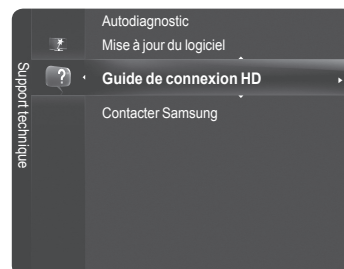 Support technique
Autodiagnostic
Mise à jour du logiciel
Guide de connexion HD
Contacter Samsung